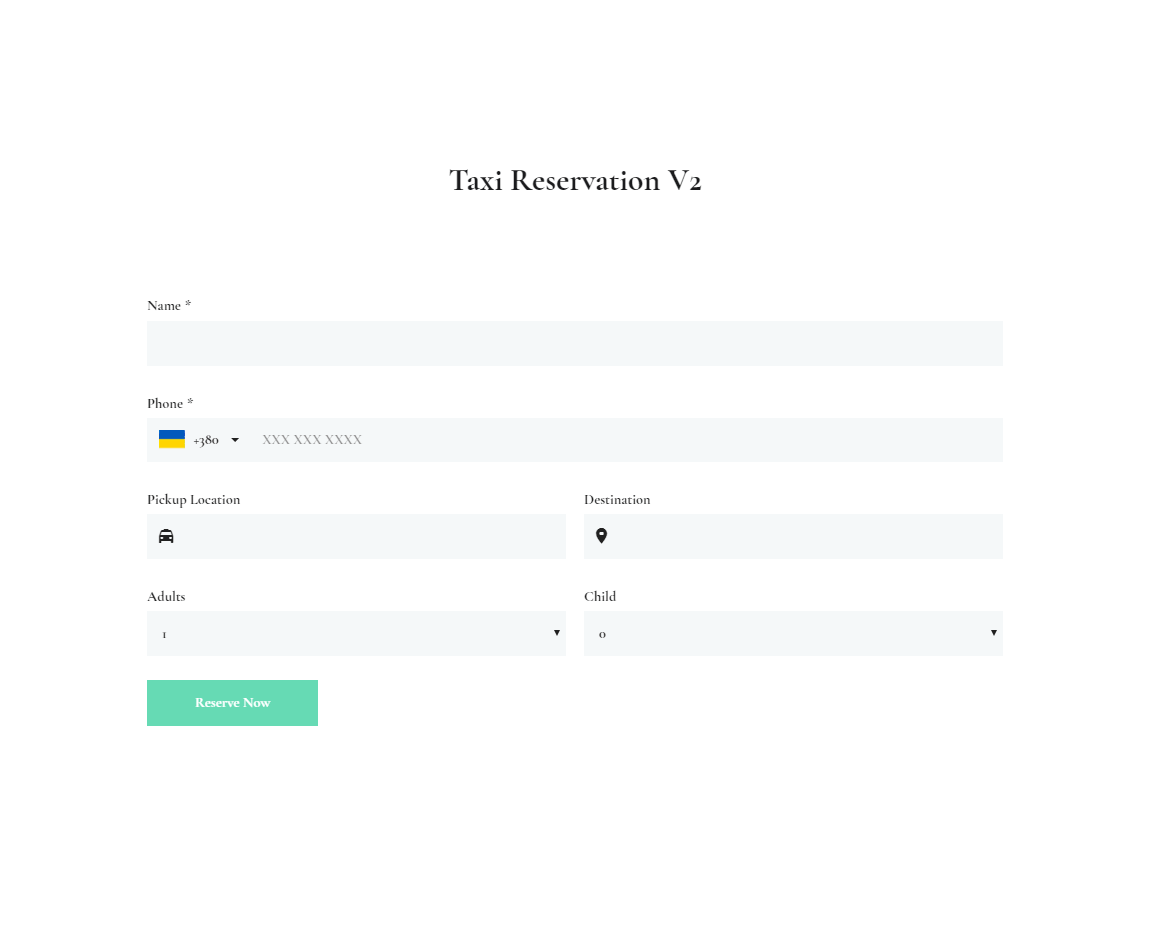 Taxi Reservation V2
Name *
Phone *
+380 XXX XXX XXXX
Pickup Location Destination
Adults Child
1 0
Reserve Now